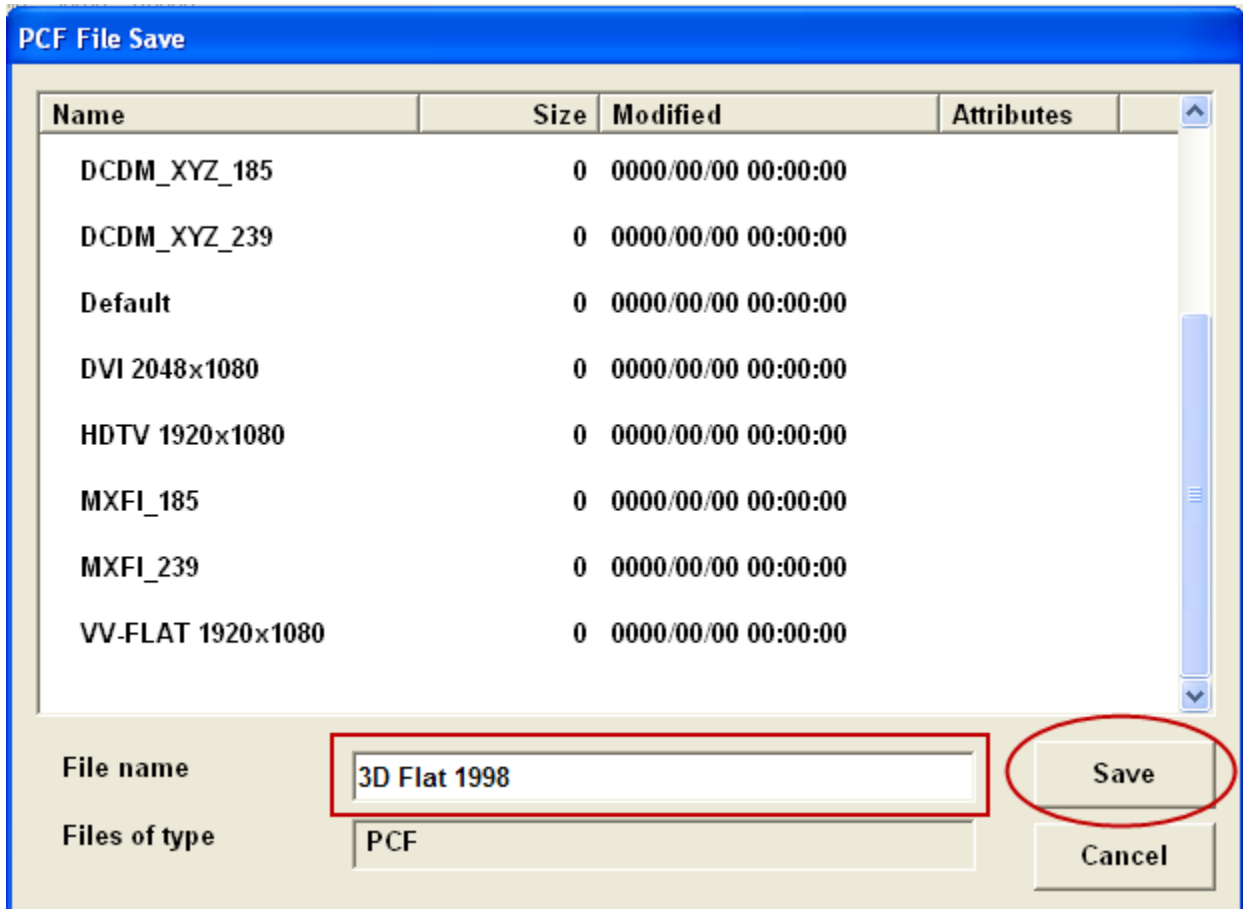 PCF File Save
Name Size Modified Attributes
DCDM_XYZ_185 0 0000/00/00 00:00:00
DCDM_XYZ_239 0 0000/00/00 00:00:00
Default 0 0000/00/00 00:00:00
DVI 2048x1080 0 0000/00/00 00:00:00
HDTV 1920x1080 0 0000/00/00 00:00:00
MXFI_185 0 0000/00/00 00:00:00
MXFI_239 0 0000/00/00 00:00:00
VV-FLAT 1920x1080 0 0000/00/00 00:00:00
File name 3D Flat 1998 Save
Files of type PCF Cancel